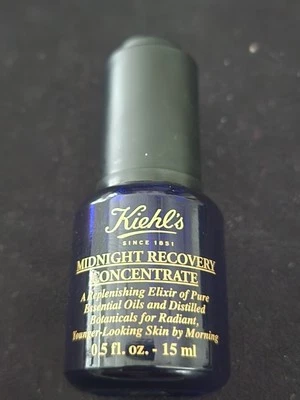 Kiehl's
SINCE 1851
MIDNIGHT RECOVERY
CONCENTRATE
A Replenishing Elixir of Pure
Essential Oils and Distilled
Botanicals for Radiant,
Younger-Looking Skin by Morning
0.5 fl. oz. - 15 ml